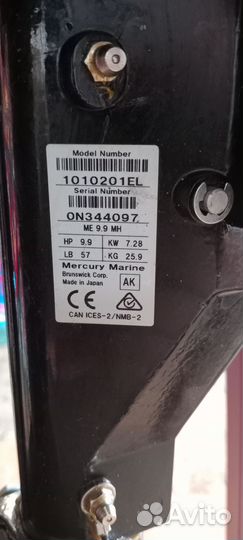 Model Number
1010201EL
Serial Number
0N344097
ME 9.9 MH
HP 9.9 KW 7.28
LB 57 KG 25.9
Mercury Marine
Brunswick Corp.
Made in Japan
AK
CE
CAN ICES-2/NMB-2
Avito